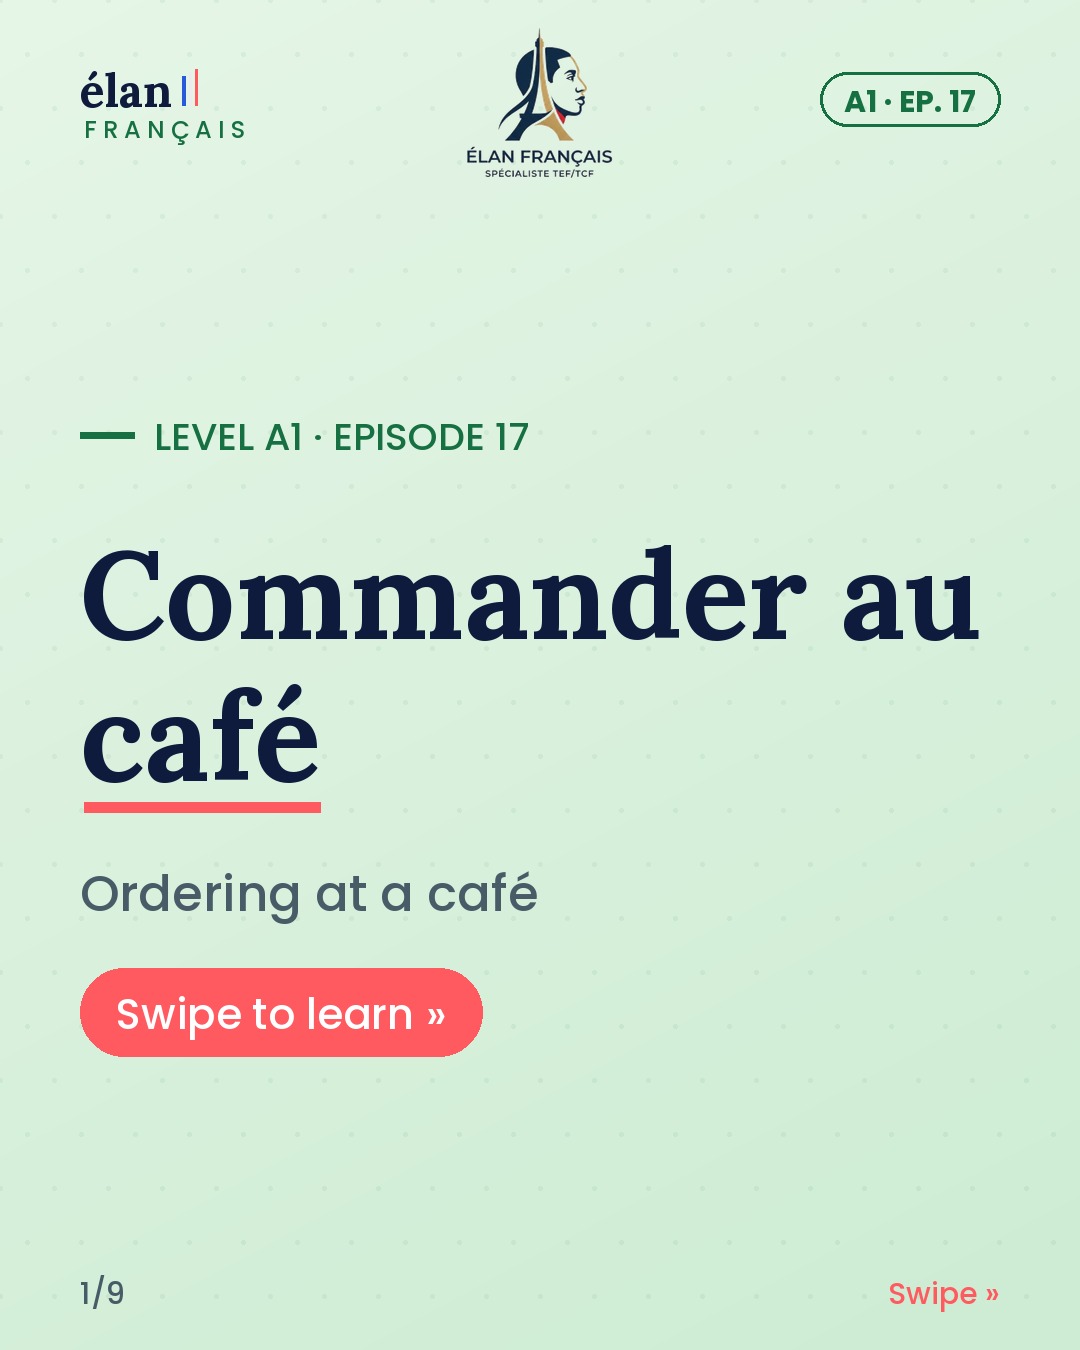 élan
FRANÇAIS
ÉLAN FRANÇAIS
SPÉCIALISTE TEF/TCF
A1 · EP. 17
LEVEL A1 · EPISODE 17
Commander au
café
Ordering at a café
Swipe to learn »
1/9
Swipe »